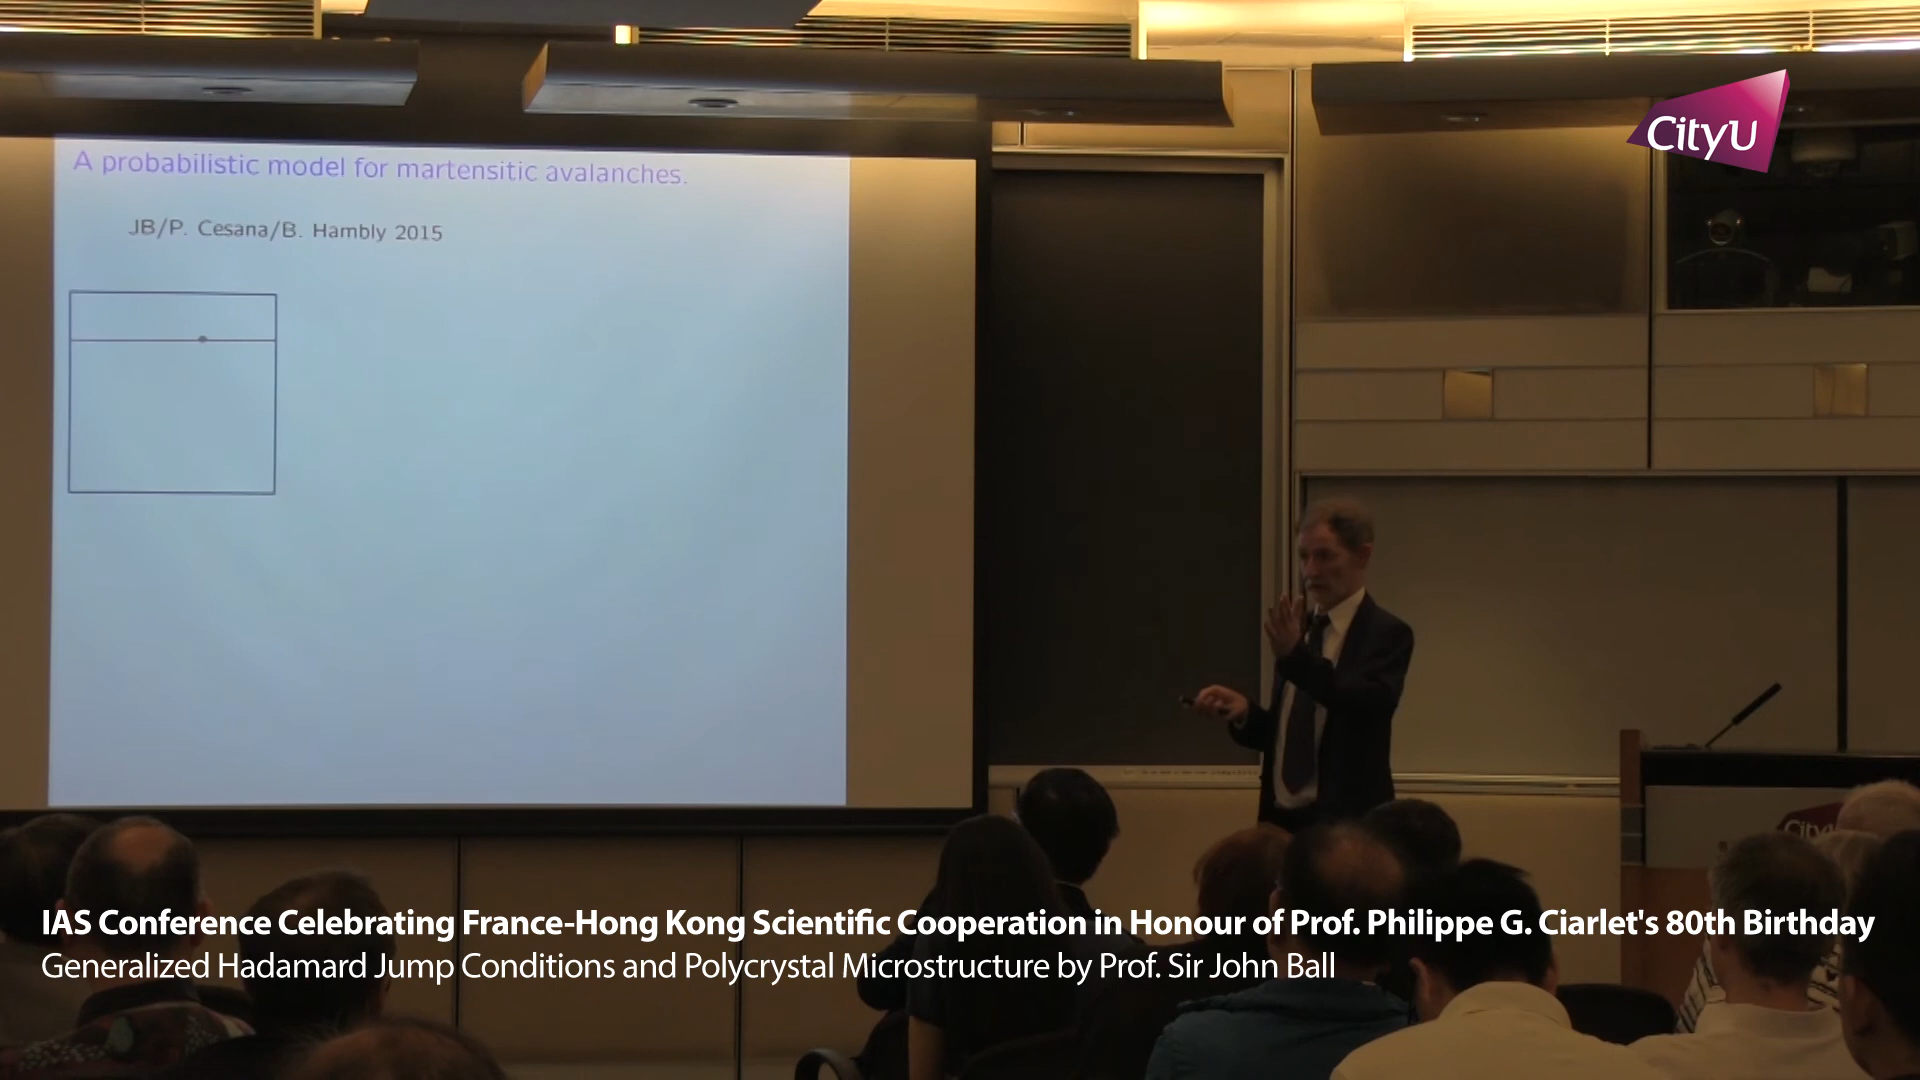 CityU
A probabilistic model for martensitic avalanches.
JB/P. Cesana/B. Hambly 2015
CityU
IAS Conference Celebrating France-Hong Kong Scientific Cooperation in Honour of Prof. Philippe G. Ciarlet's 80th Birthday
Generalized Hadamard Jump Conditions and Polycrystal Microstructure by Prof. Sir John Ball